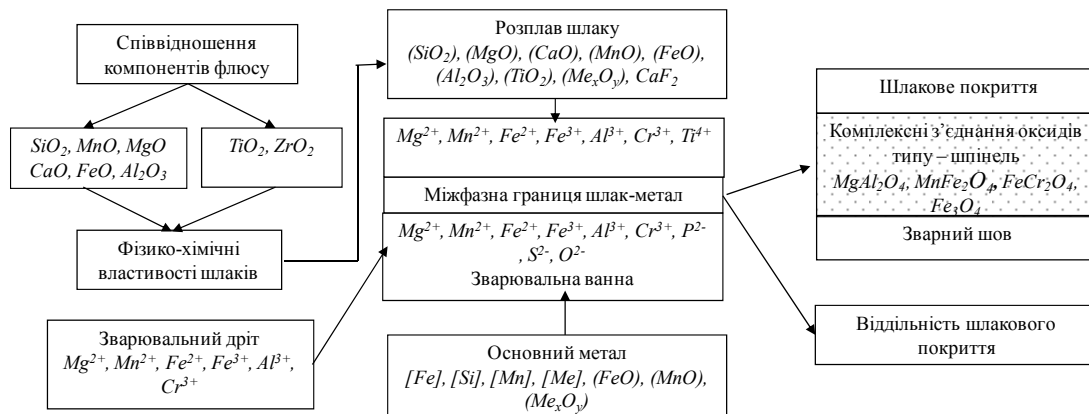 Співвідношення
компонентів флюсу
SiO₂, MnO, MgO
CaO, FeO, Al₂O₃
TiO₂, ZrO₂
Фізико-хімічні
властивості шлаків
Зварювальний дріт
Mg²⁺, Mn²⁺, Fe²⁺, Fe³⁺, Al³⁺,
Cr³⁺
Розплав шлаку
(SiO₂), (MgO), (CaO), (MnO), (FeO),
(Al₂O₃), (TiO₂), (MeₓOᵧ), CaF₂
Mg²⁺, Mn²⁺, Fe²⁺, Fe³⁺, Al³⁺, Cr³⁺, Ti⁴⁺
Міжфазна границя шлак-метал
Mg²⁺, Mn²⁺, Fe²⁺, Fe³⁺, Al³⁺, Cr³⁺, P²⁻
, S²⁻, O²⁻
Зварювальна ванна
Основний метал
[Fe], [Si], [Mn], [Me], (FeO), (MnO),
(MeₓOᵧ)
Шлакове покриття
Комплексні з’єднання оксидів
типу – шпінель
MgAl₂O₄, MnFe₂O₄, FeCr₂O₄,
Fe₃O₄
Зварний шов
Віддільність шлакового
покриття